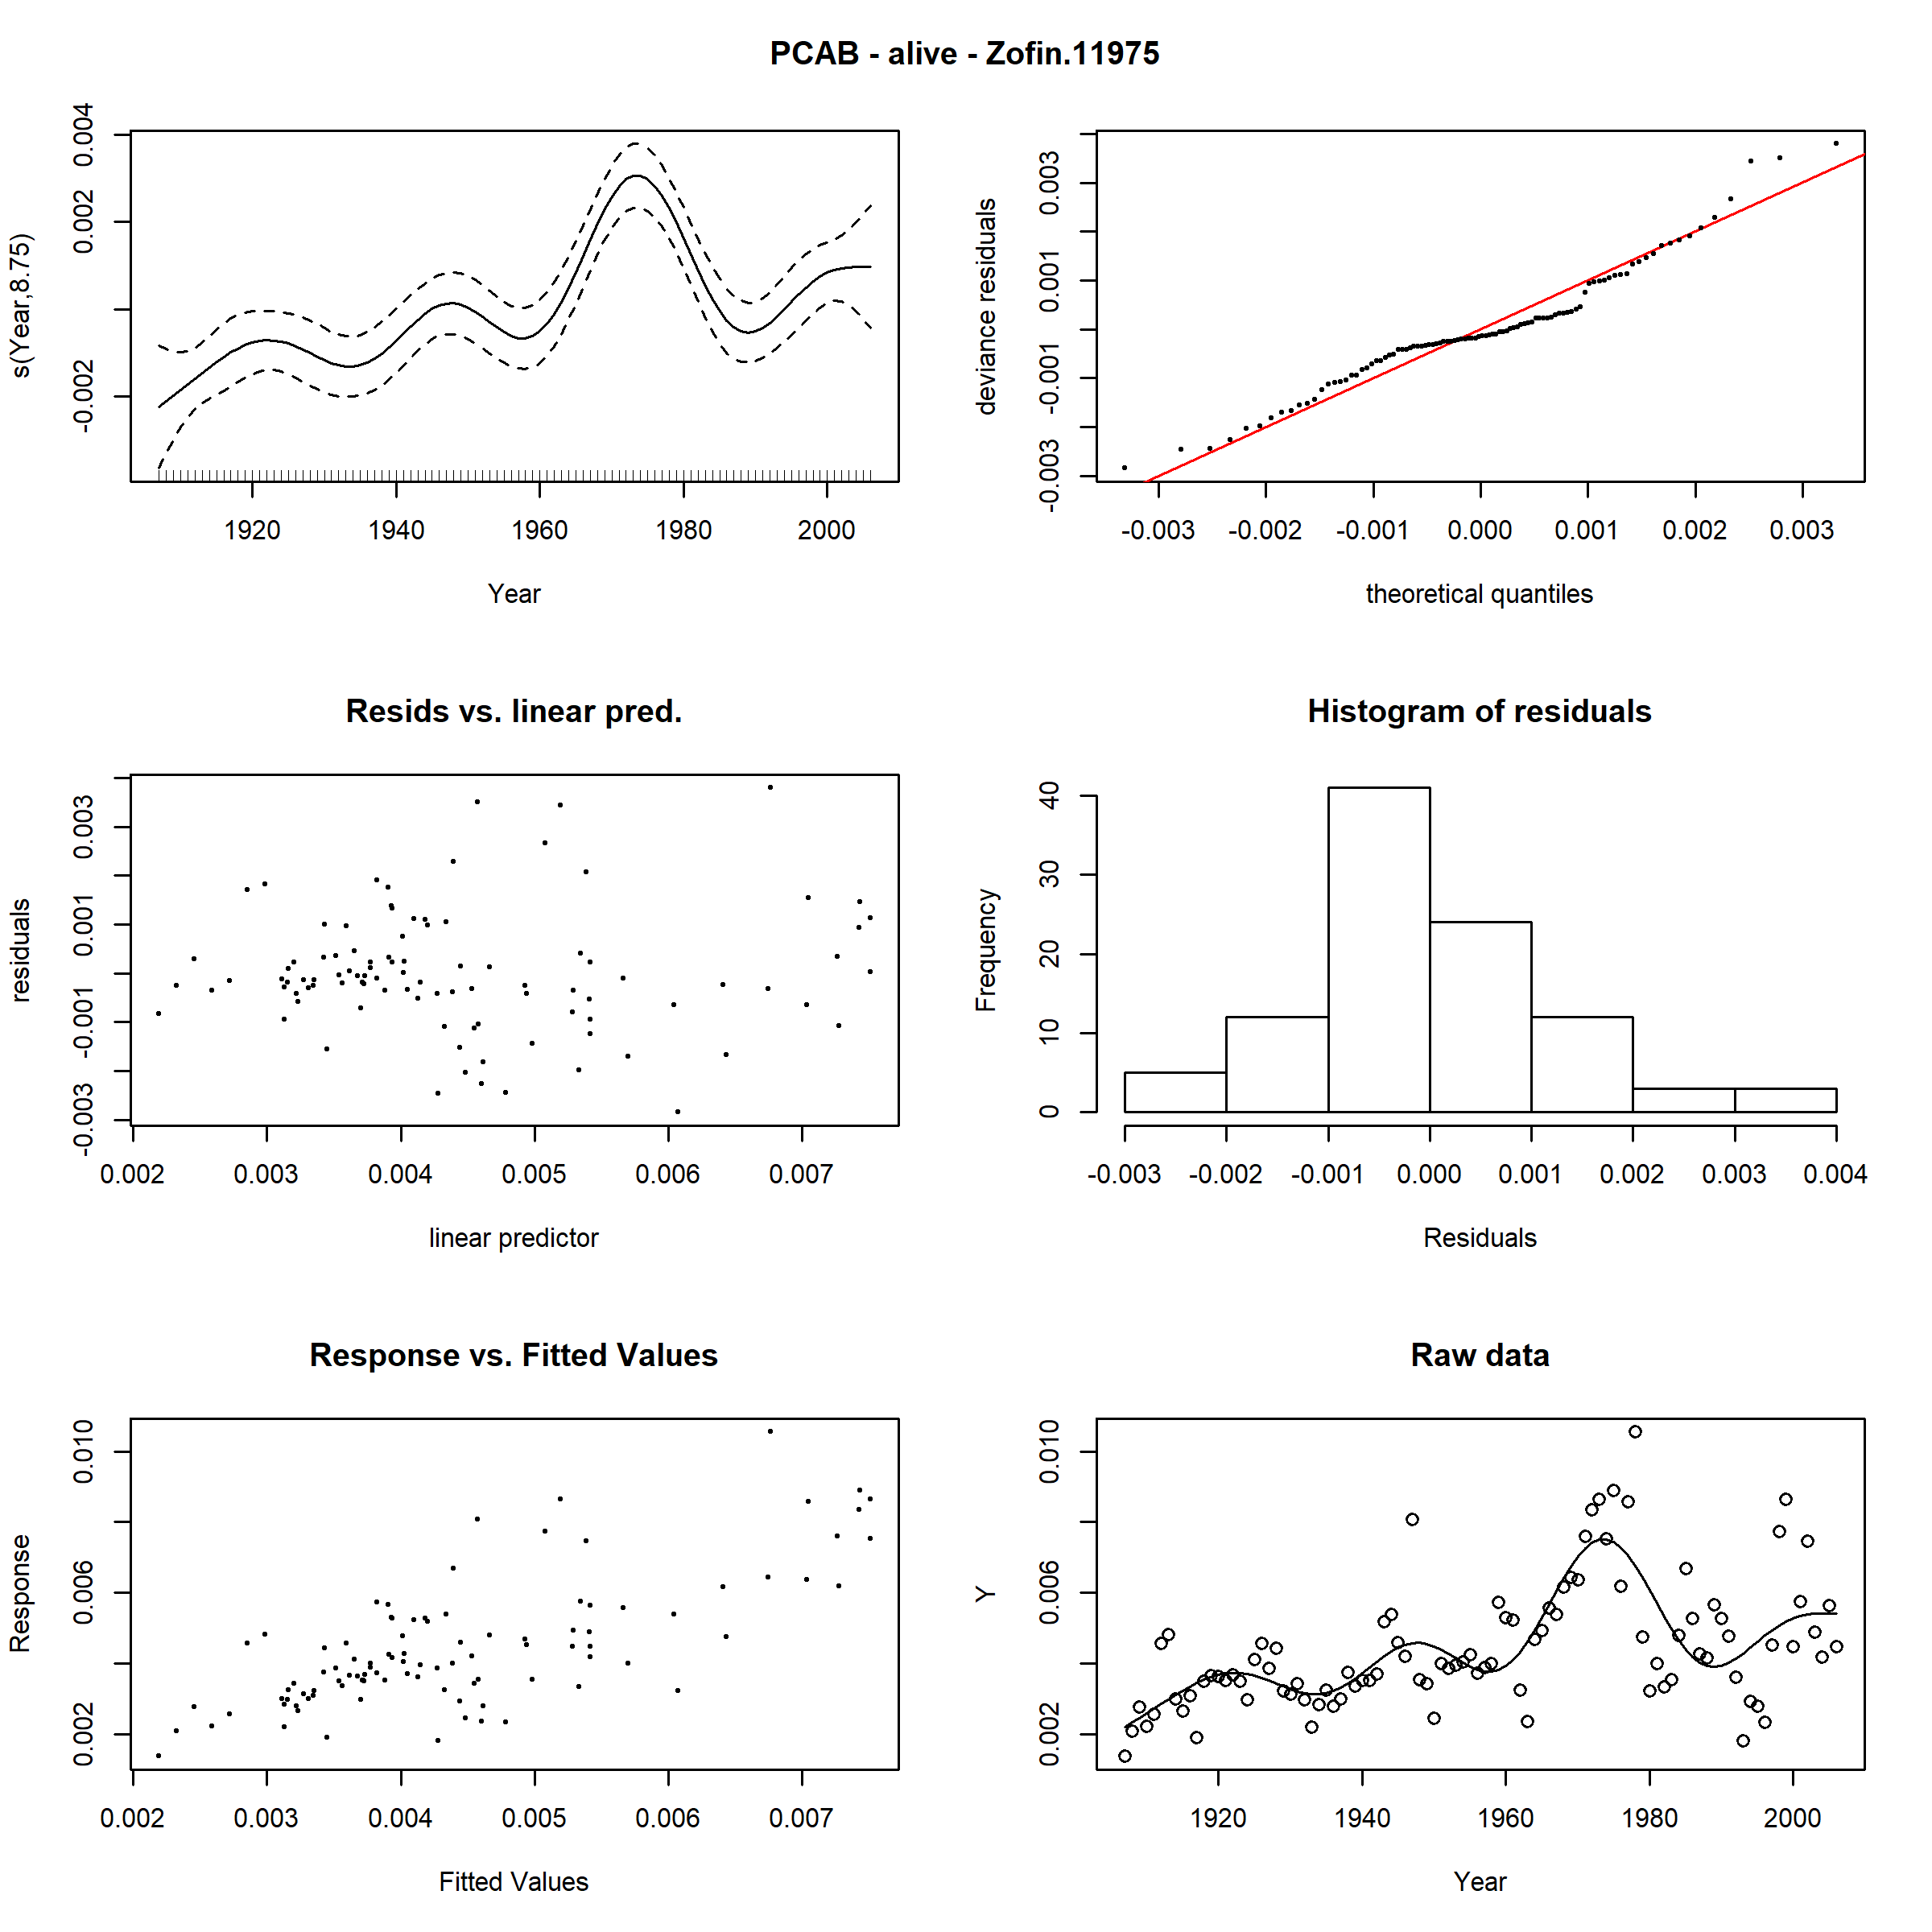 PCAB - alive - Zofin.11975
s(Year,8.75)
-0.002 0.002 0.004
1920 1940 1960 1980 2000
Year
deviance residuals
-0.003 -0.001 0.001 0.003
-0.003 -0.002 -0.001 0.000 0.001 0.002 0.003
theoretical quantiles
Resids vs. linear pred.
residuals
-0.003 -0.001 0.001 0.003
0.002 0.003 0.004 0.005 0.006 0.007
linear predictor
Histogram of residuals
Frequency
0 10 20 30 40
-0.003 -0.002 -0.001 0.000 0.001 0.002 0.003 0.004
Residuals
Response vs. Fitted Values
Response
0.002 0.006 0.010
0.002 0.003 0.004 0.005 0.006 0.007
Fitted Values
Raw data
Y
0.002 0.006 0.010
1920 1940 1960 1980 2000
Year